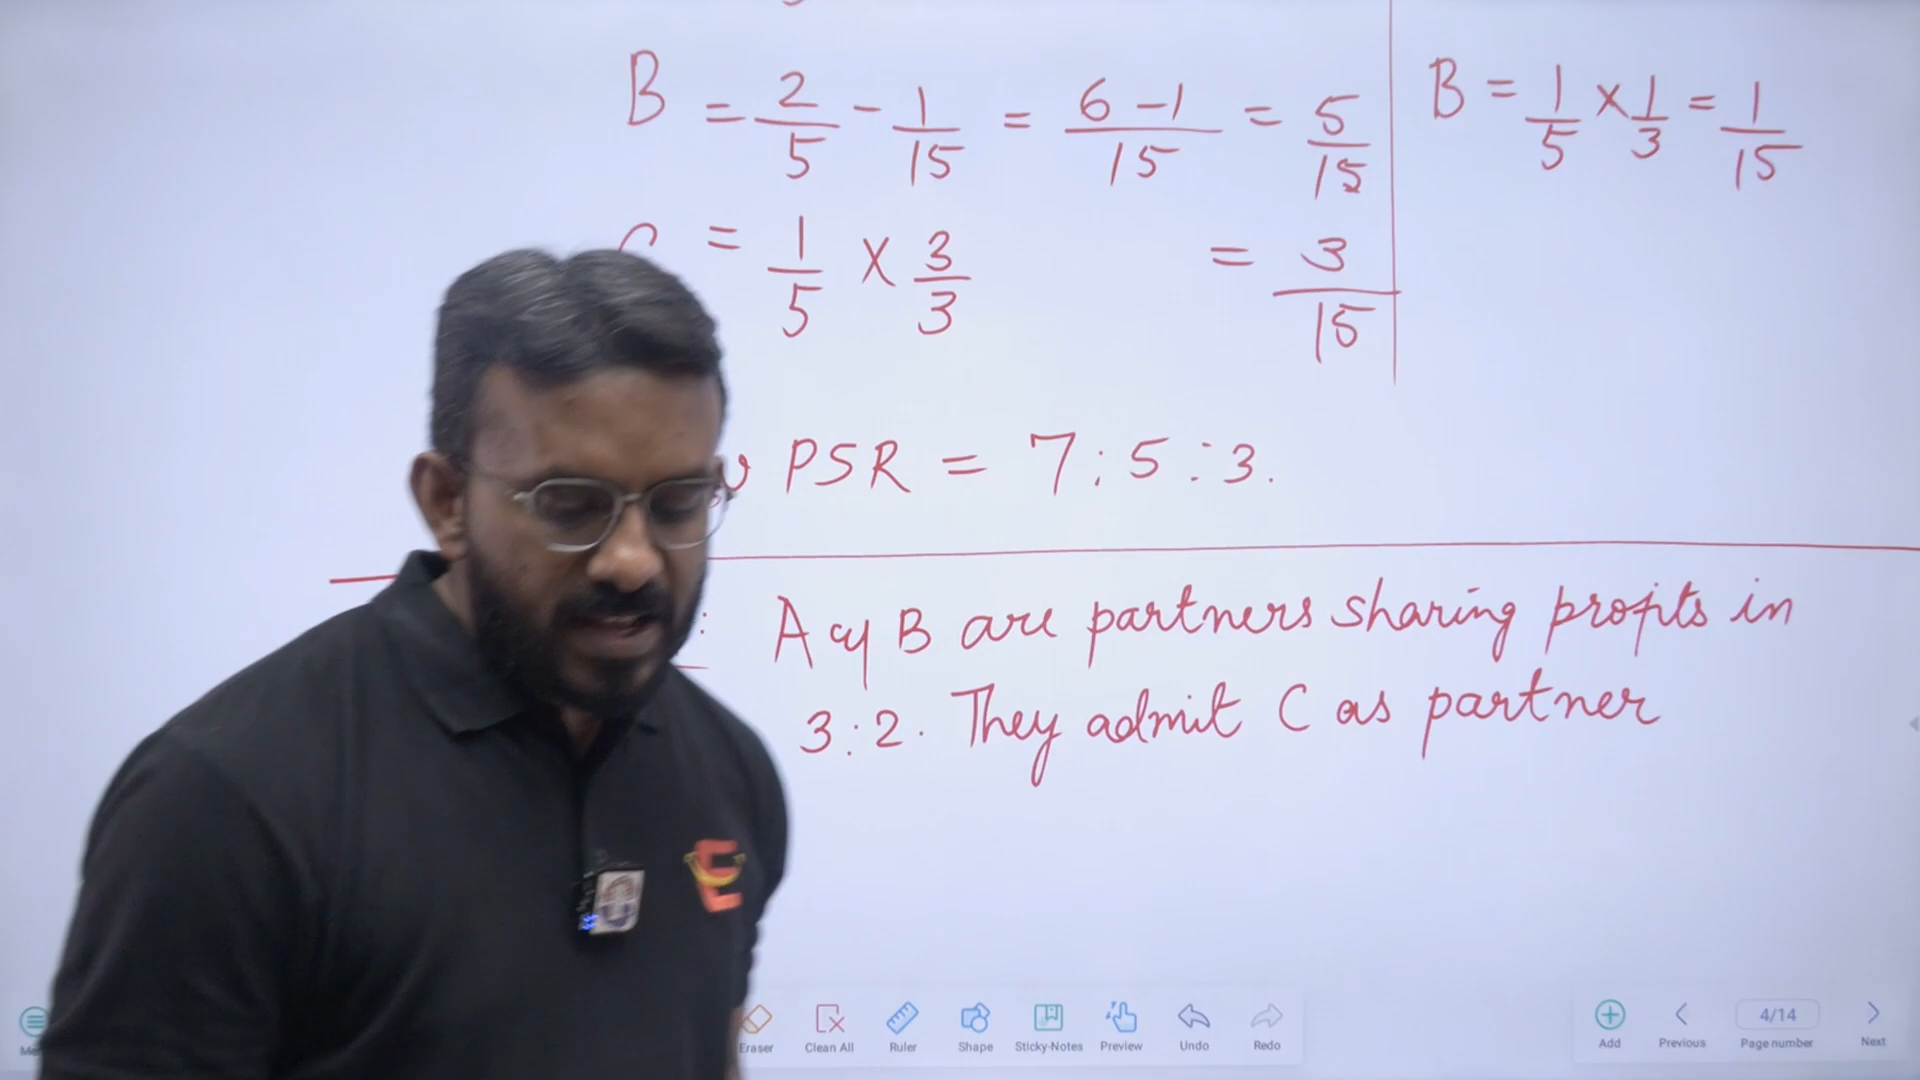 B = 2/5 - 1/15 = 6-1/15 = 5/15
B = 1/5 × 1/3 = 1/15
= 1/5 × 3/3 = 3/15
PSR = 7:5:3.
: A & B are partners sharing profits in
3:2. They admit C as partner
Eraser Clean All Ruler Shape Sticky-Notes Preview Undo Redo
Add Previous 4/14 Page number Next